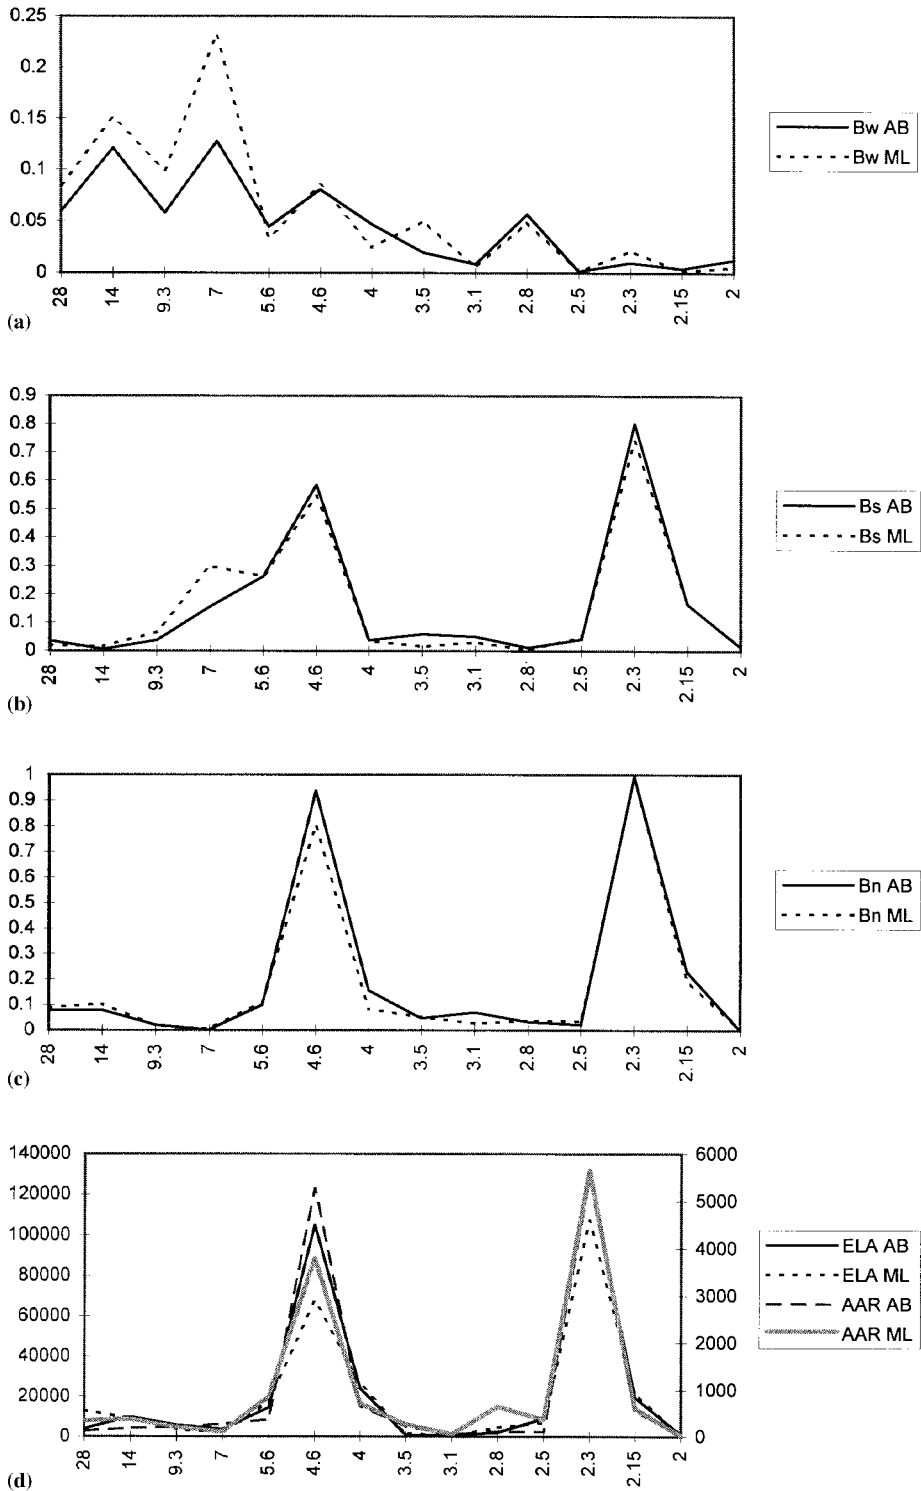 0.25
0.2
0.15
0.1
0.05
0
28 14 9.3 7 5.6 4.6 4 3.5 3.1 2.8 2.5 2.3 2.15 2
Bw AB
Bw ML
(a)
0.9
0.8
0.7
0.6
0.5
0.4
0.3
0.2
0.1
0
28 14 9.3 7 5.6 4.6 4 3.5 3.1 2.8 2.5 2.3 2.15 2
Bs AB
Bs ML
(b)
1
0.9
0.8
0.7
0.6
0.5
0.4
0.3
0.2
0.1
0
28 14 9.3 7 5.6 4.6 4 3.5 3.1 2.8 2.5 2.3 2.15 2
Bn AB
Bn ML
(c)
140000
120000
100000
80000
60000
40000
20000
0
6000
5000
4000
3000
2000
1000
0
28 14 9.3 7 5.6 4.6 4 3.5 3.1 2.8 2.5 2.3 2.15 2
ELA AB
ELA ML
AAR AB
AAR ML
(d)